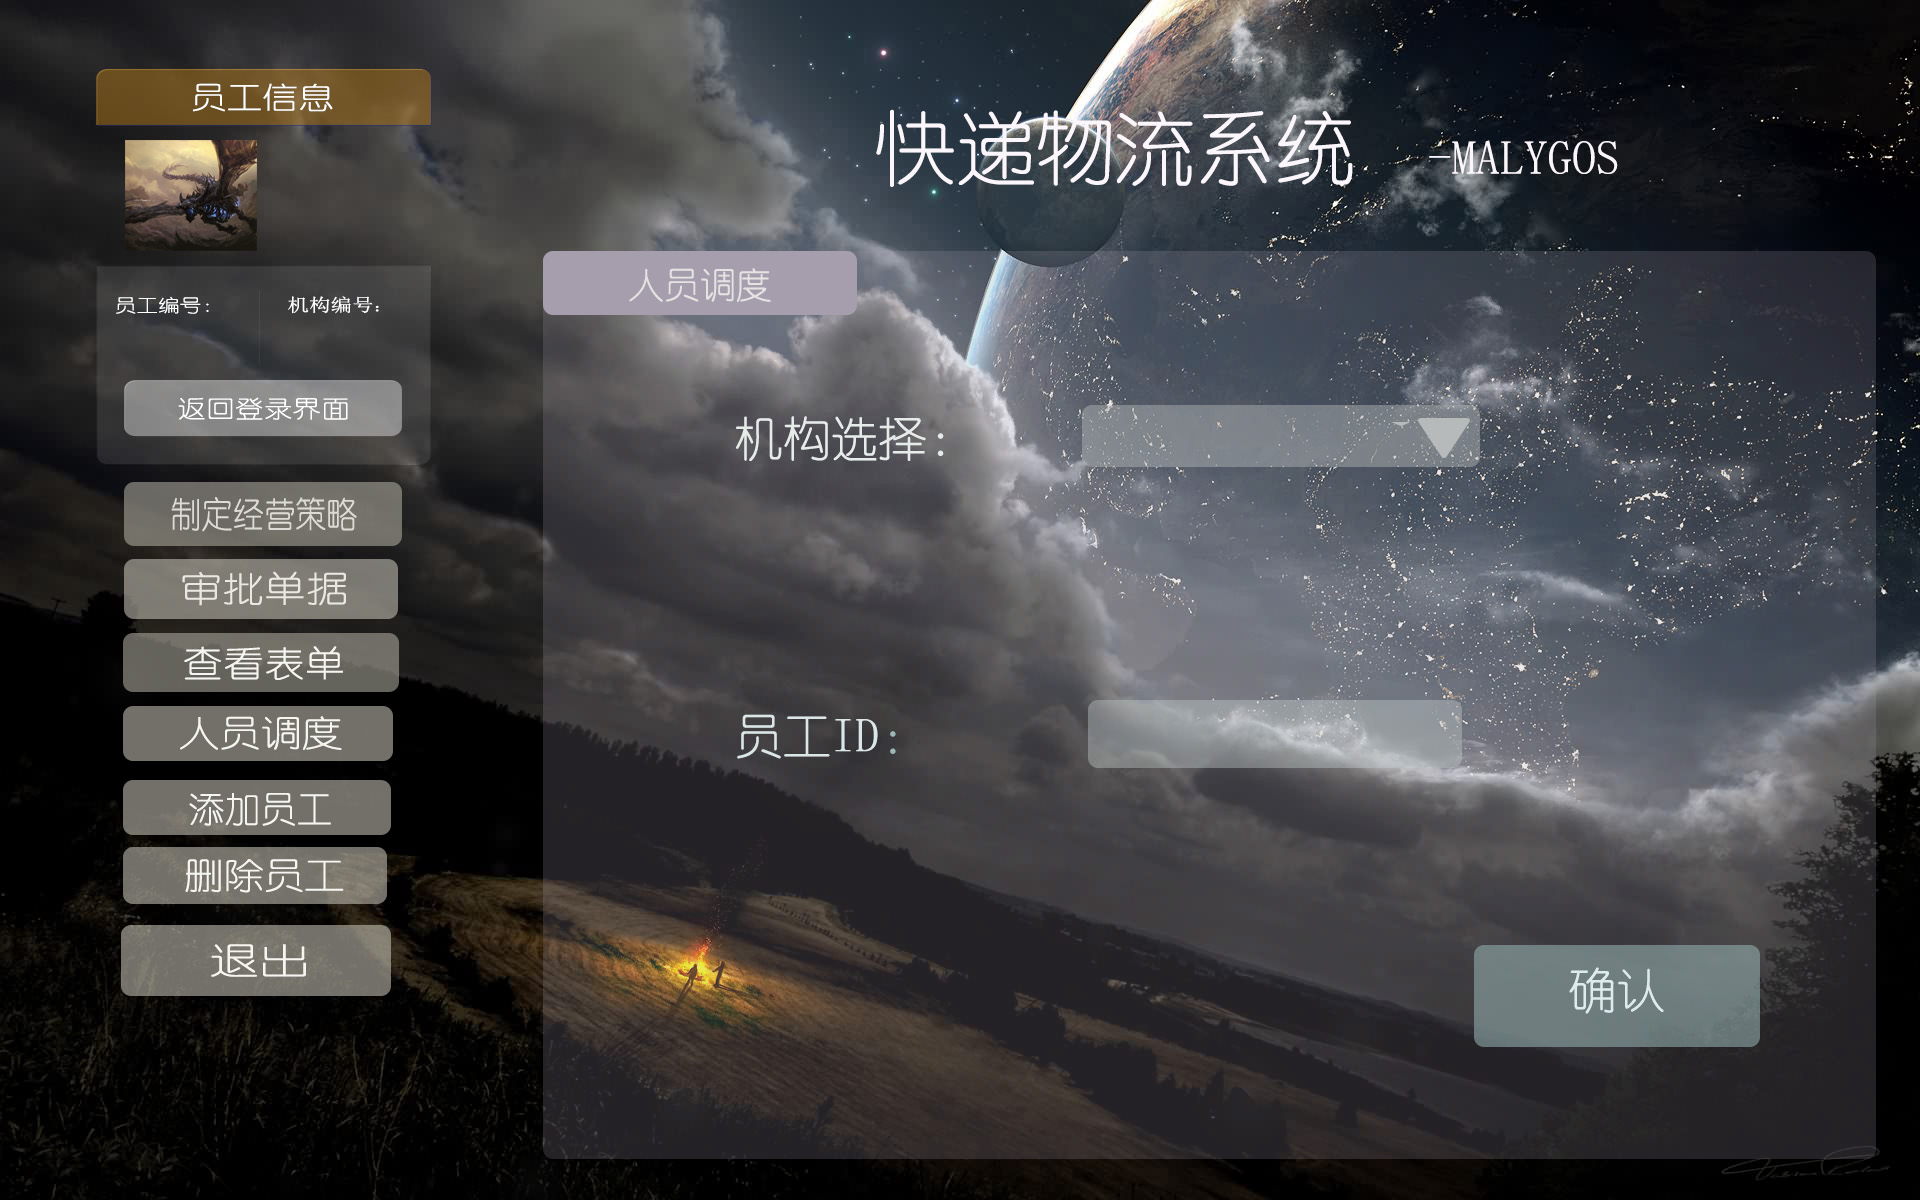 员工信息
快递物流系统 -MALYGOS
员工编号：
机构编号：
返回登录界面
制定经营策略
审批单据
查看表单
人员调度
添加员工
删除员工
退出
人员调度
机构选择：
员工ID：
确认